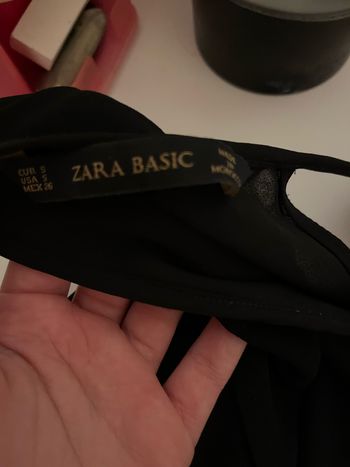 EUR S
USA S
MEX 26
ZARA BASIC
MADE
IN
MOROCCO